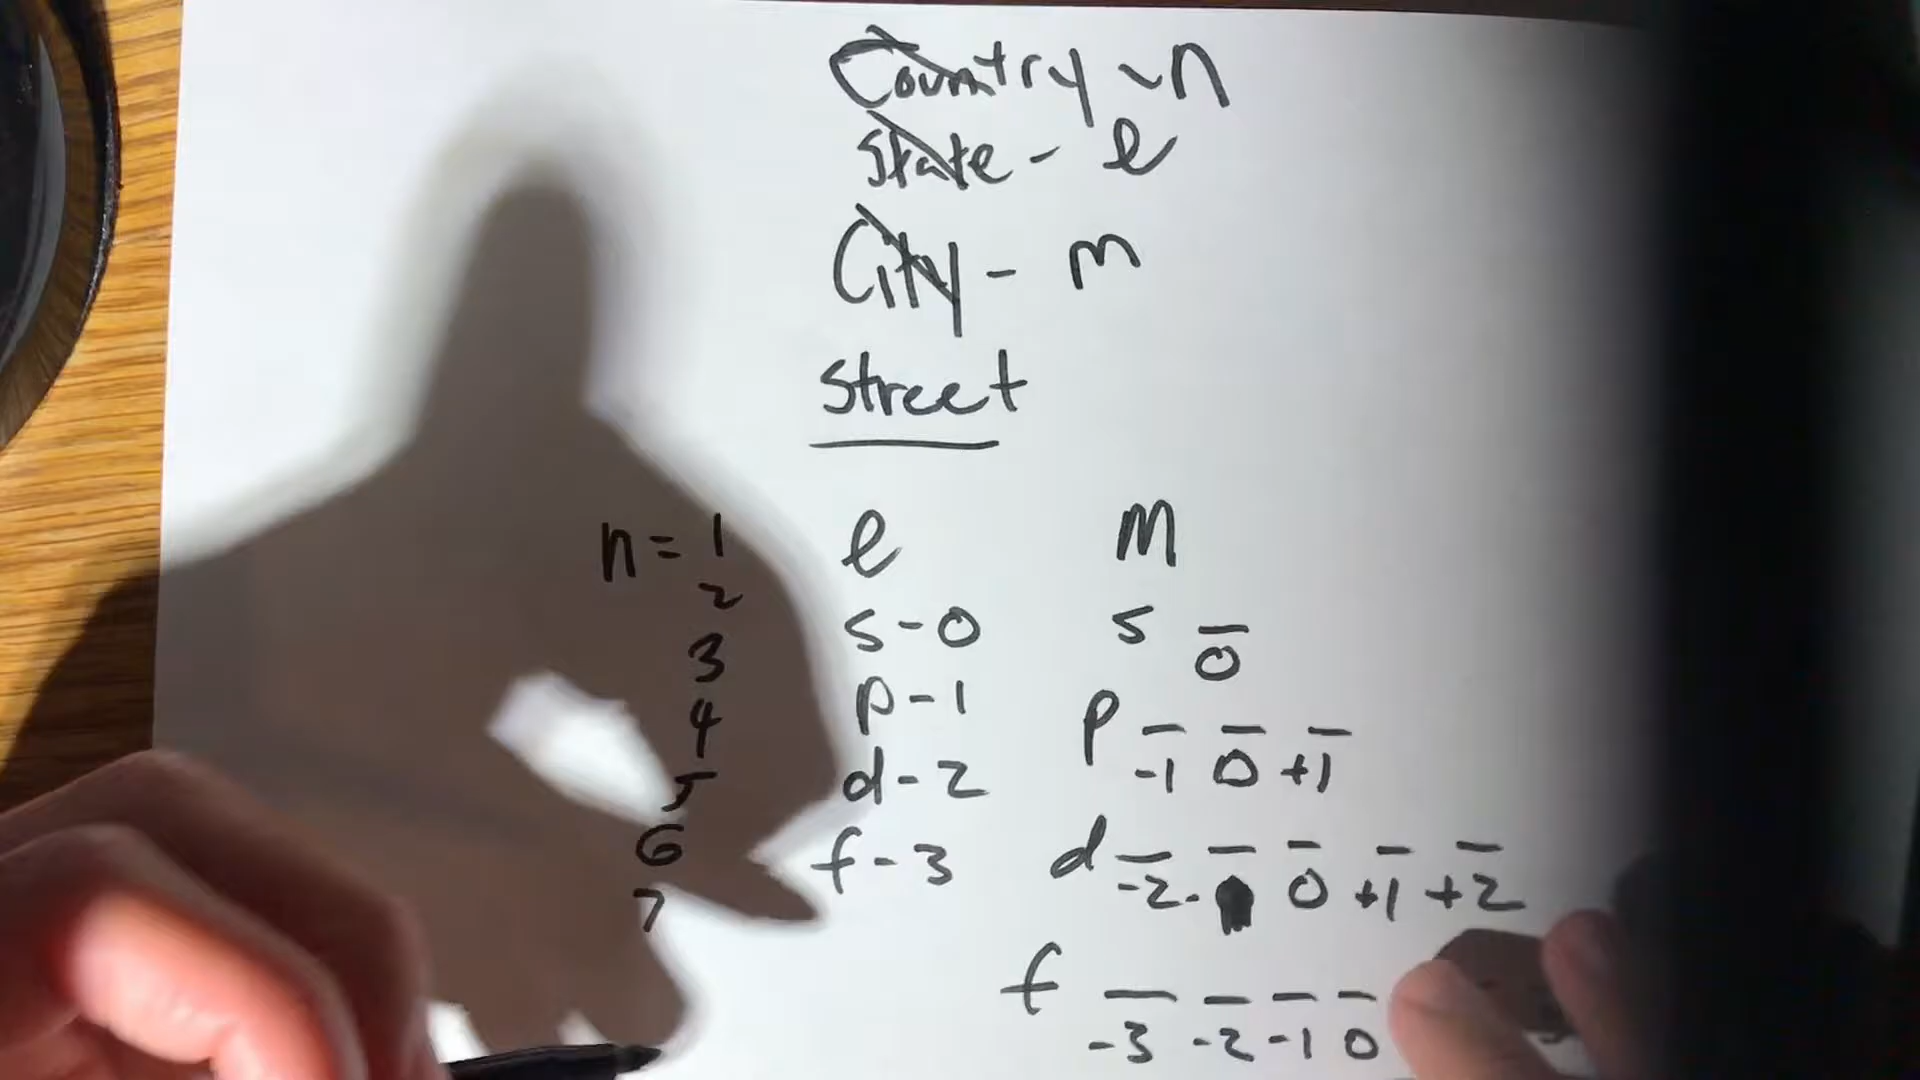 Country - n
State - l
City - m
Street
n = 1 l m
2
s - 0 s 0
3
p - 1 p -1 0 +1
4
d - 2
5
f - 3 d -2 - 0 +1 +2
6
7
f -3 -2 -1 0